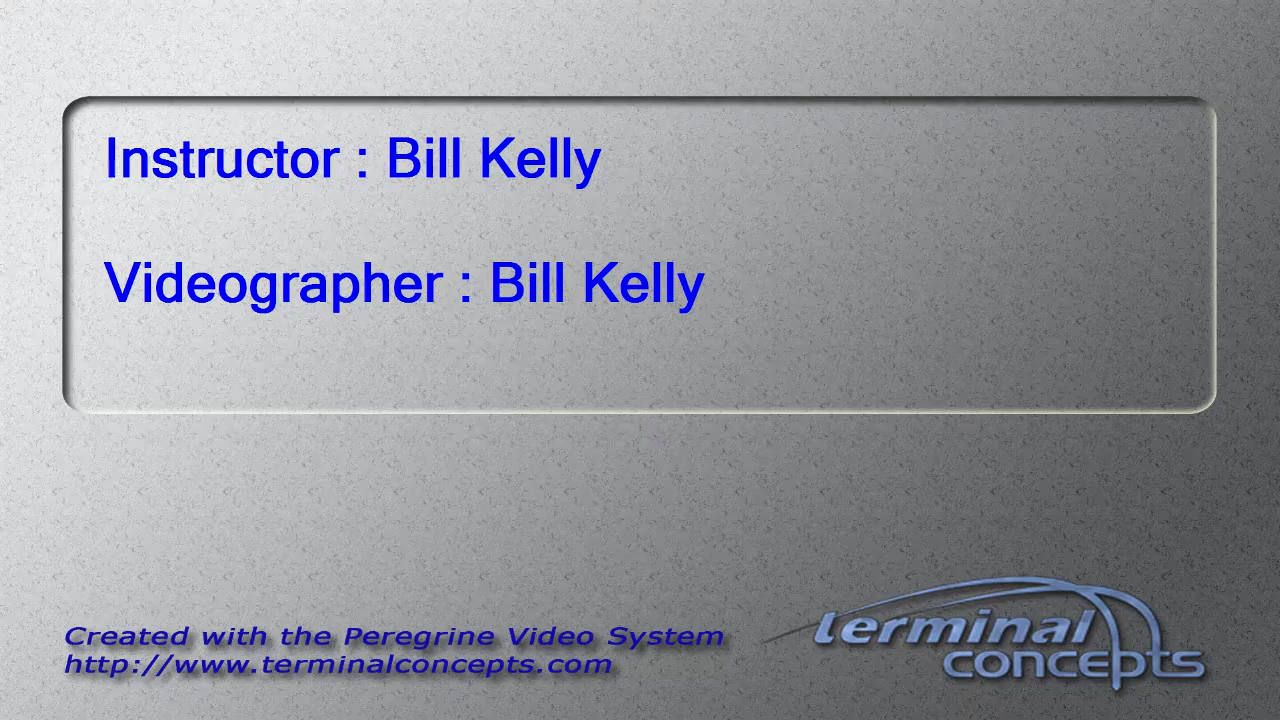 Instructor : Bill Kelly
Videographer : Bill Kelly
Created with the Peregrine Video System
http://www.terminalconcepts.com
terminal
concepts